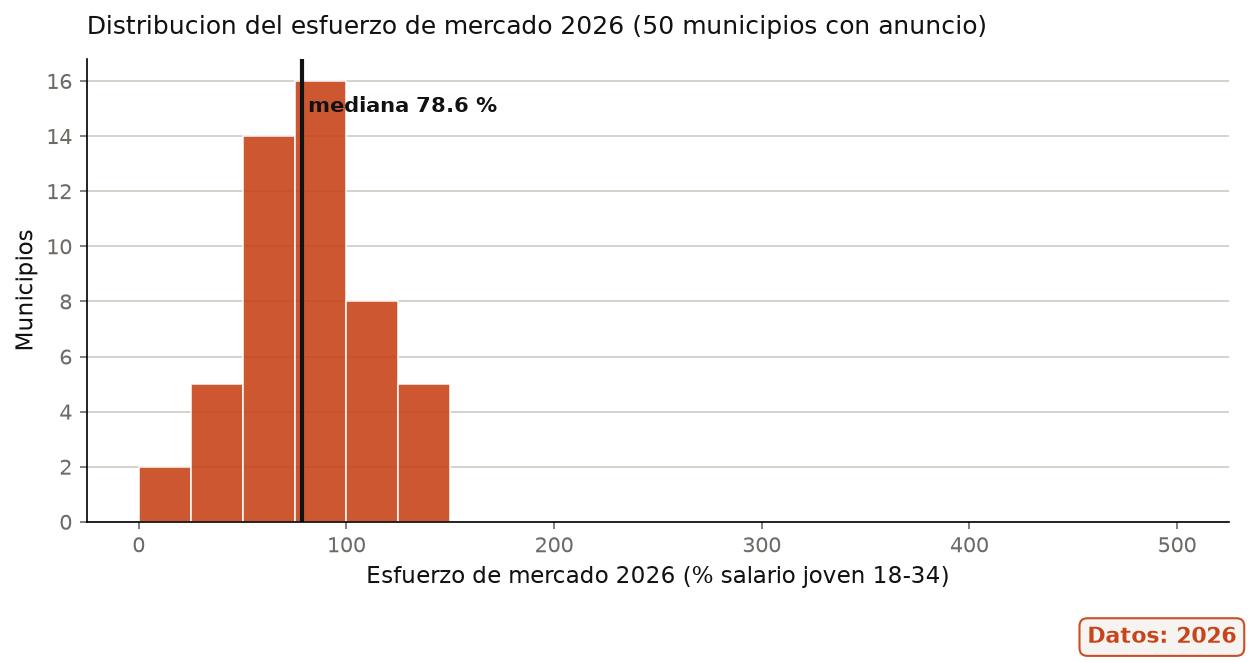 Distribucion del esfuerzo de mercado 2026 (50 municipios con anuncio)
16
14
12
10
8
6
4
2
0
Municipios
mediana 78.6 %
0 100 200 300 400 500
Esfuerzo de mercado 2026 (% salario joven 18-34)
Datos: 2026